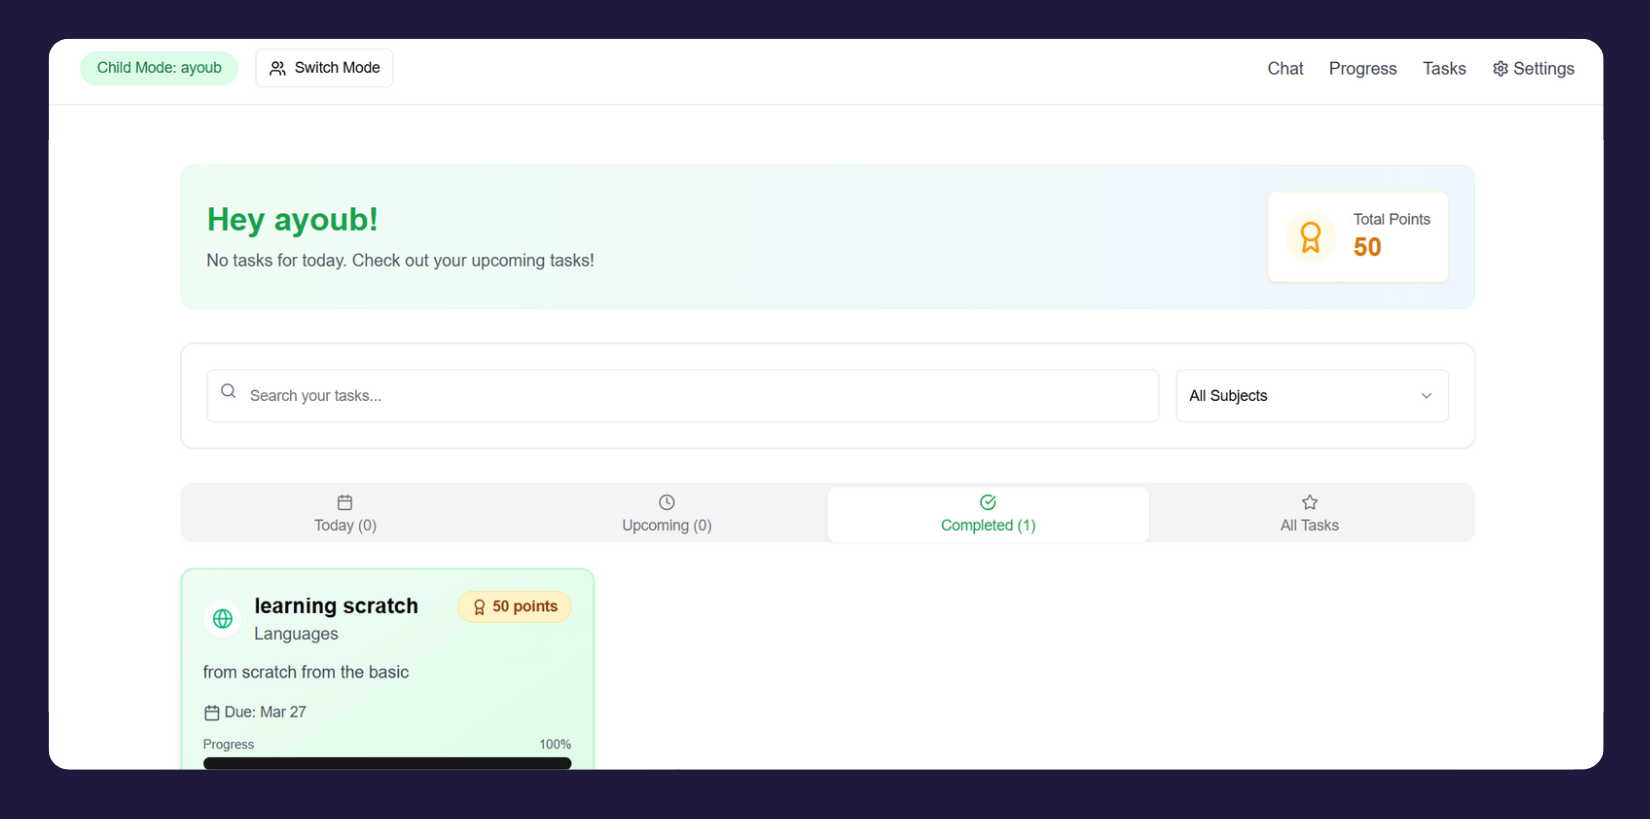 Child Mode: ayoub
Switch Mode
Chat
Progress
Tasks
Settings
Hey ayoub!
No tasks for today. Check out your upcoming tasks!
Total Points
50
Search your tasks...
All Subjects
Today (0)
Upcoming (0)
Completed (1)
All Tasks
learning scratch
50 points
Languages
from scratch from the basic
Due: Mar 27
Progress
100%